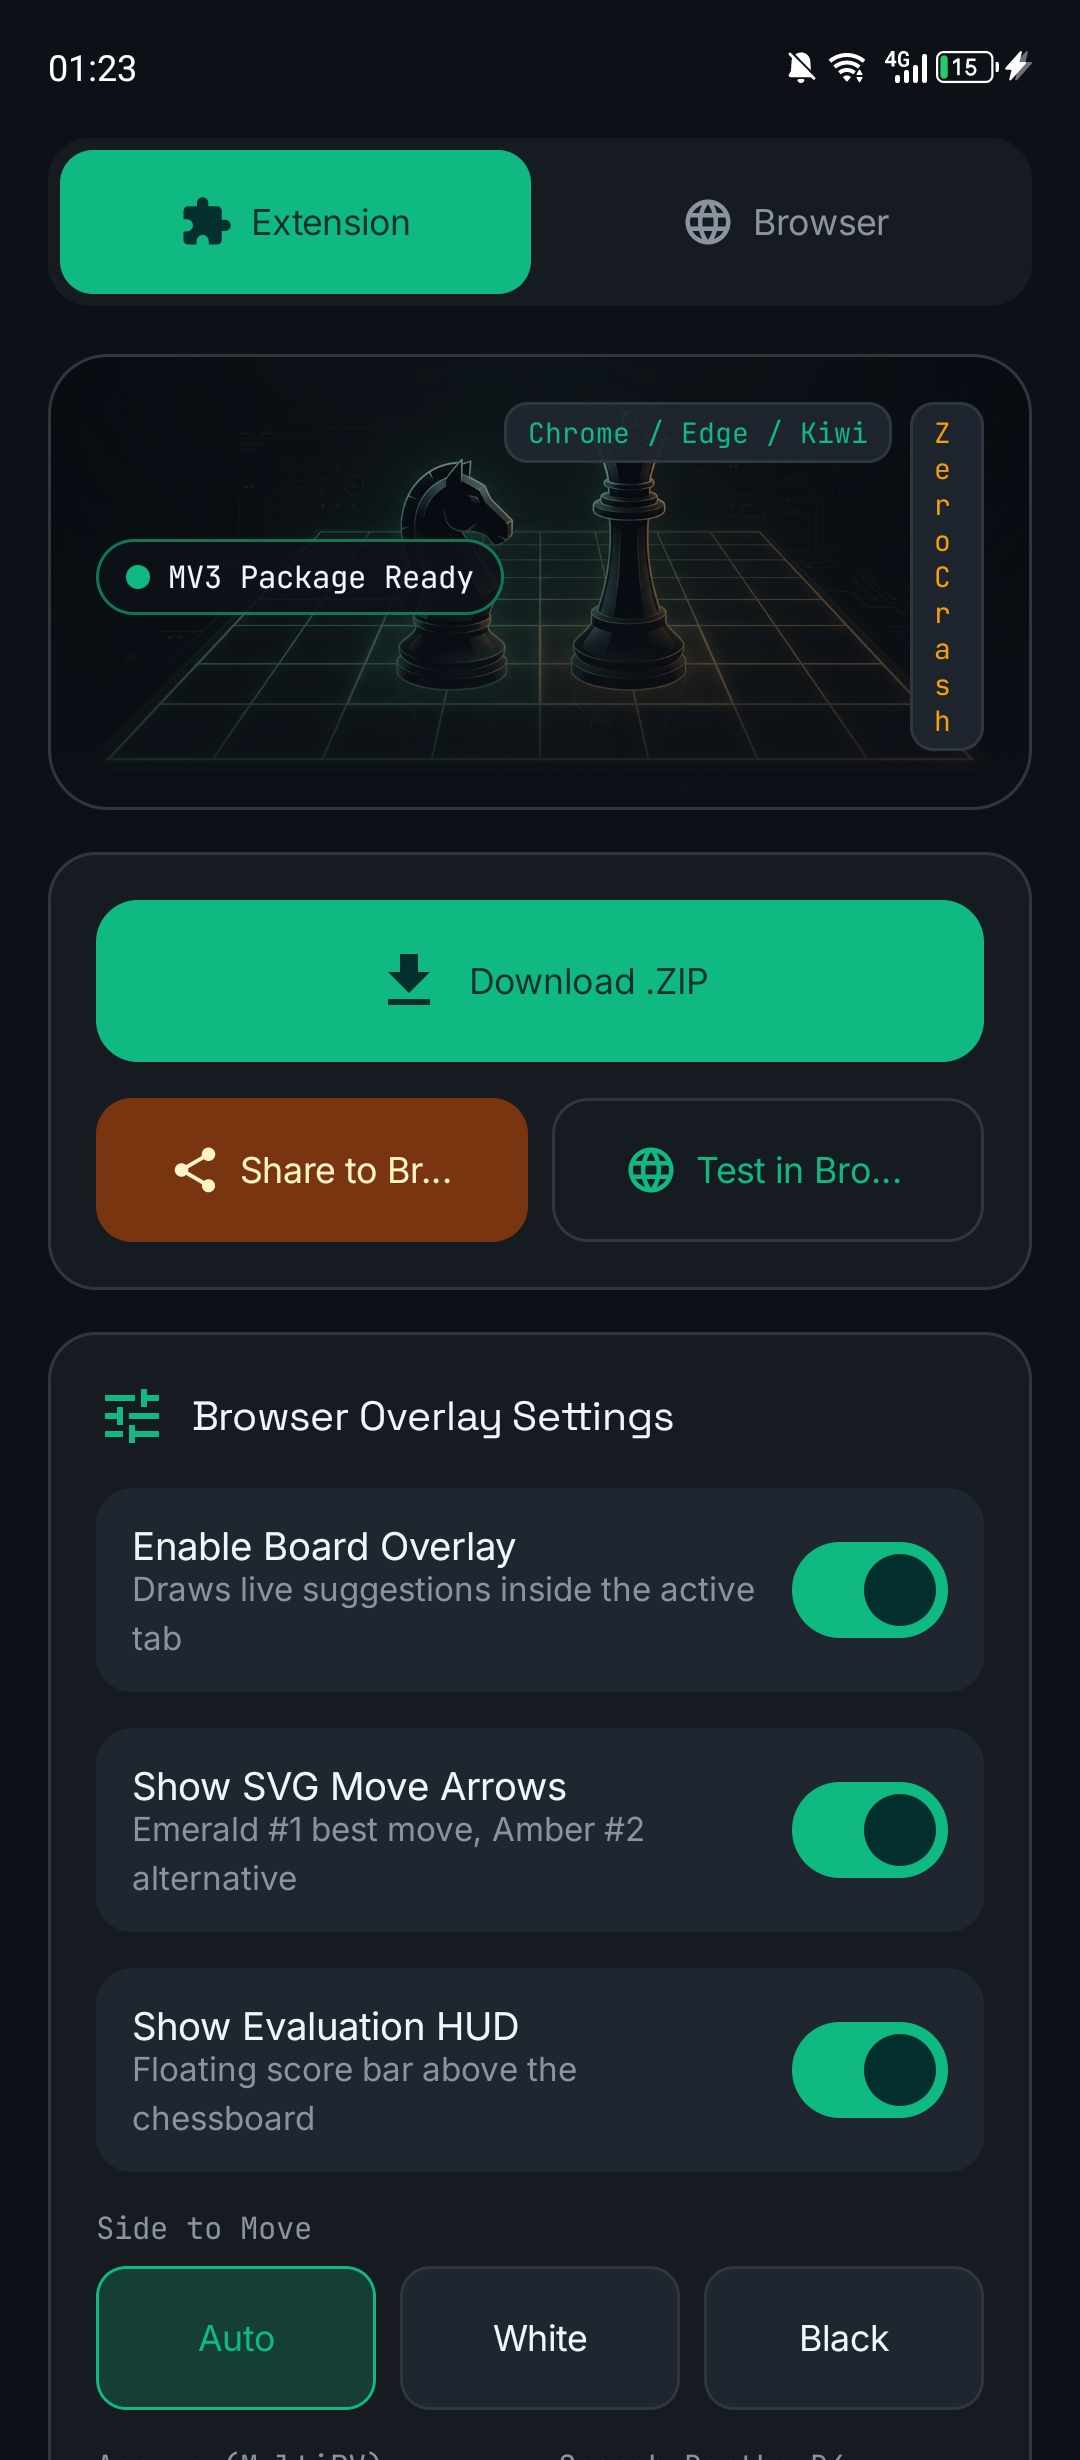 01:23
4G
15
Extension
Browser
Chrome / Edge / Kiwi
ZeroCrash
MV3 Package Ready
Download .ZIP
Share to Br...
Test in Bro...
Browser Overlay Settings
Enable Board Overlay
Draws live suggestions inside the active
tab
Show SVG Move Arrows
Emerald #1 best move, Amber #2
alternative
Show Evaluation HUD
Floating score bar above the
chessboard
Side to Move
Auto
White
Black